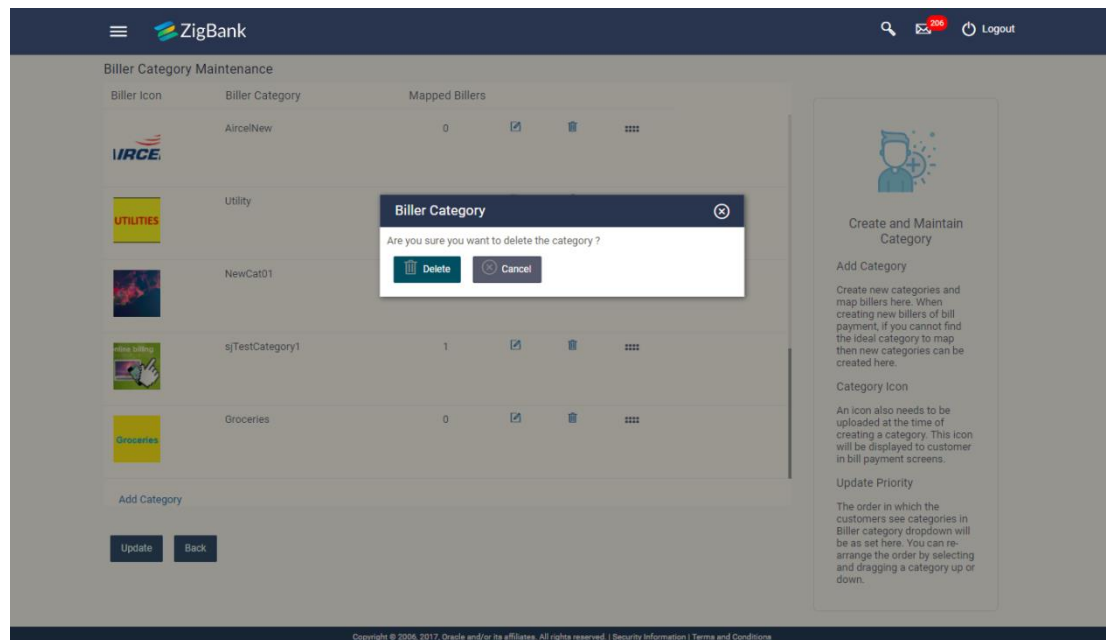 ZigBank
206
Logout
Biller Category Maintenance
Biller Icon Biller Category Mapped Billers
AircelNew 0
UTILITIES
Utility
NewCat01
sjTestCategory1 1
Groceries
Groceries 0
Add Category
Update Back
Biller Category
Are you sure you want to delete the category ?
Delete Cancel
Create and Maintain
Category
Add Category
Create new categories and
map billers here. When
creating new billers of bill
payment, if you cannot find
the ideal category to map
then new categories can be
created here.
Category Icon
An icon also needs to be
uploaded at the time of
creating a category. This icon
will be displayed to customer
in bill payment screens.
Update Priority
The order in which the
customers see categories in
Biller category dropdown will
be as set here. You can re-
arrange the order by selecting
and dragging a category up or
down.
Copyright © 2006, 2017, Oracle and/or its affiliates. All rights reserved. | Security Information | Terms and Conditions